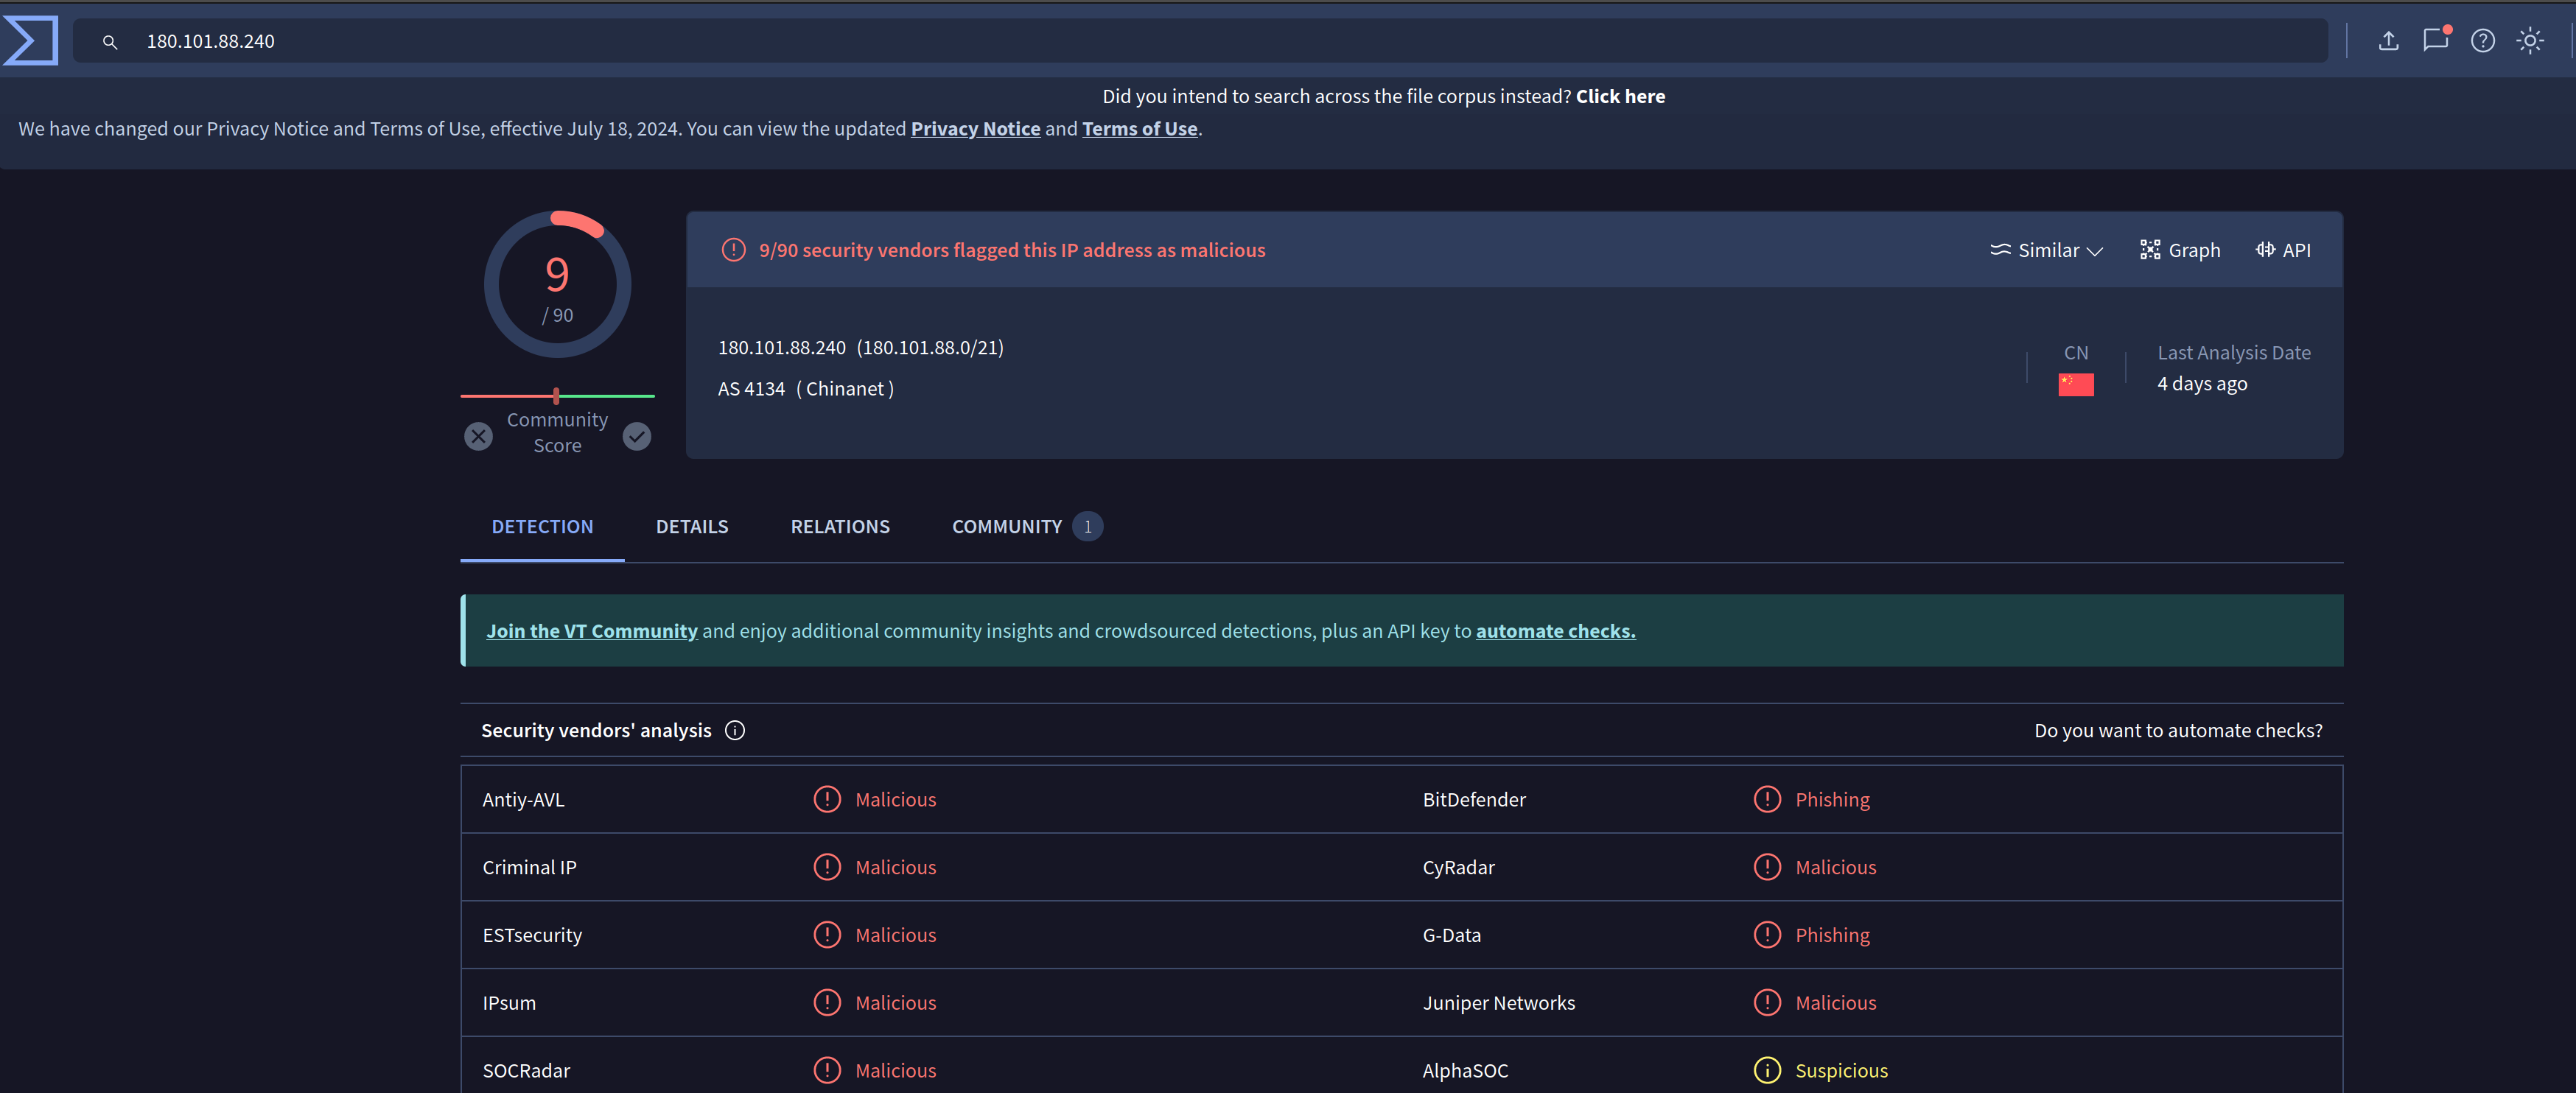 180.101.88.240
Did you intend to search across the file corpus instead? Click here
We have changed our Privacy Notice and Terms of Use, effective July 18, 2024. You can view the updated Privacy Notice and Terms of Use.
9
/ 90
Community
Score
9/90 security vendors flagged this IP address as malicious
Similar
Graph
API
180.101.88.240 (180.101.88.0/21)
AS 4134 ( Chinanet )
CN
Last Analysis Date
4 days ago
DETECTION
DETAILS
RELATIONS
COMMUNITY 1
Join the VT Community and enjoy additional community insights and crowdsourced detections, plus an API key to automate checks.
Security vendors' analysis
Do you want to automate checks?
Antiy-AVL Malicious BitDefender Phishing
Criminal IP Malicious CyRadar Malicious
ESTsecurity Malicious G-Data Phishing
IPsum Malicious Juniper Networks Malicious
SOCRadar Malicious AlphaSOC Suspicious